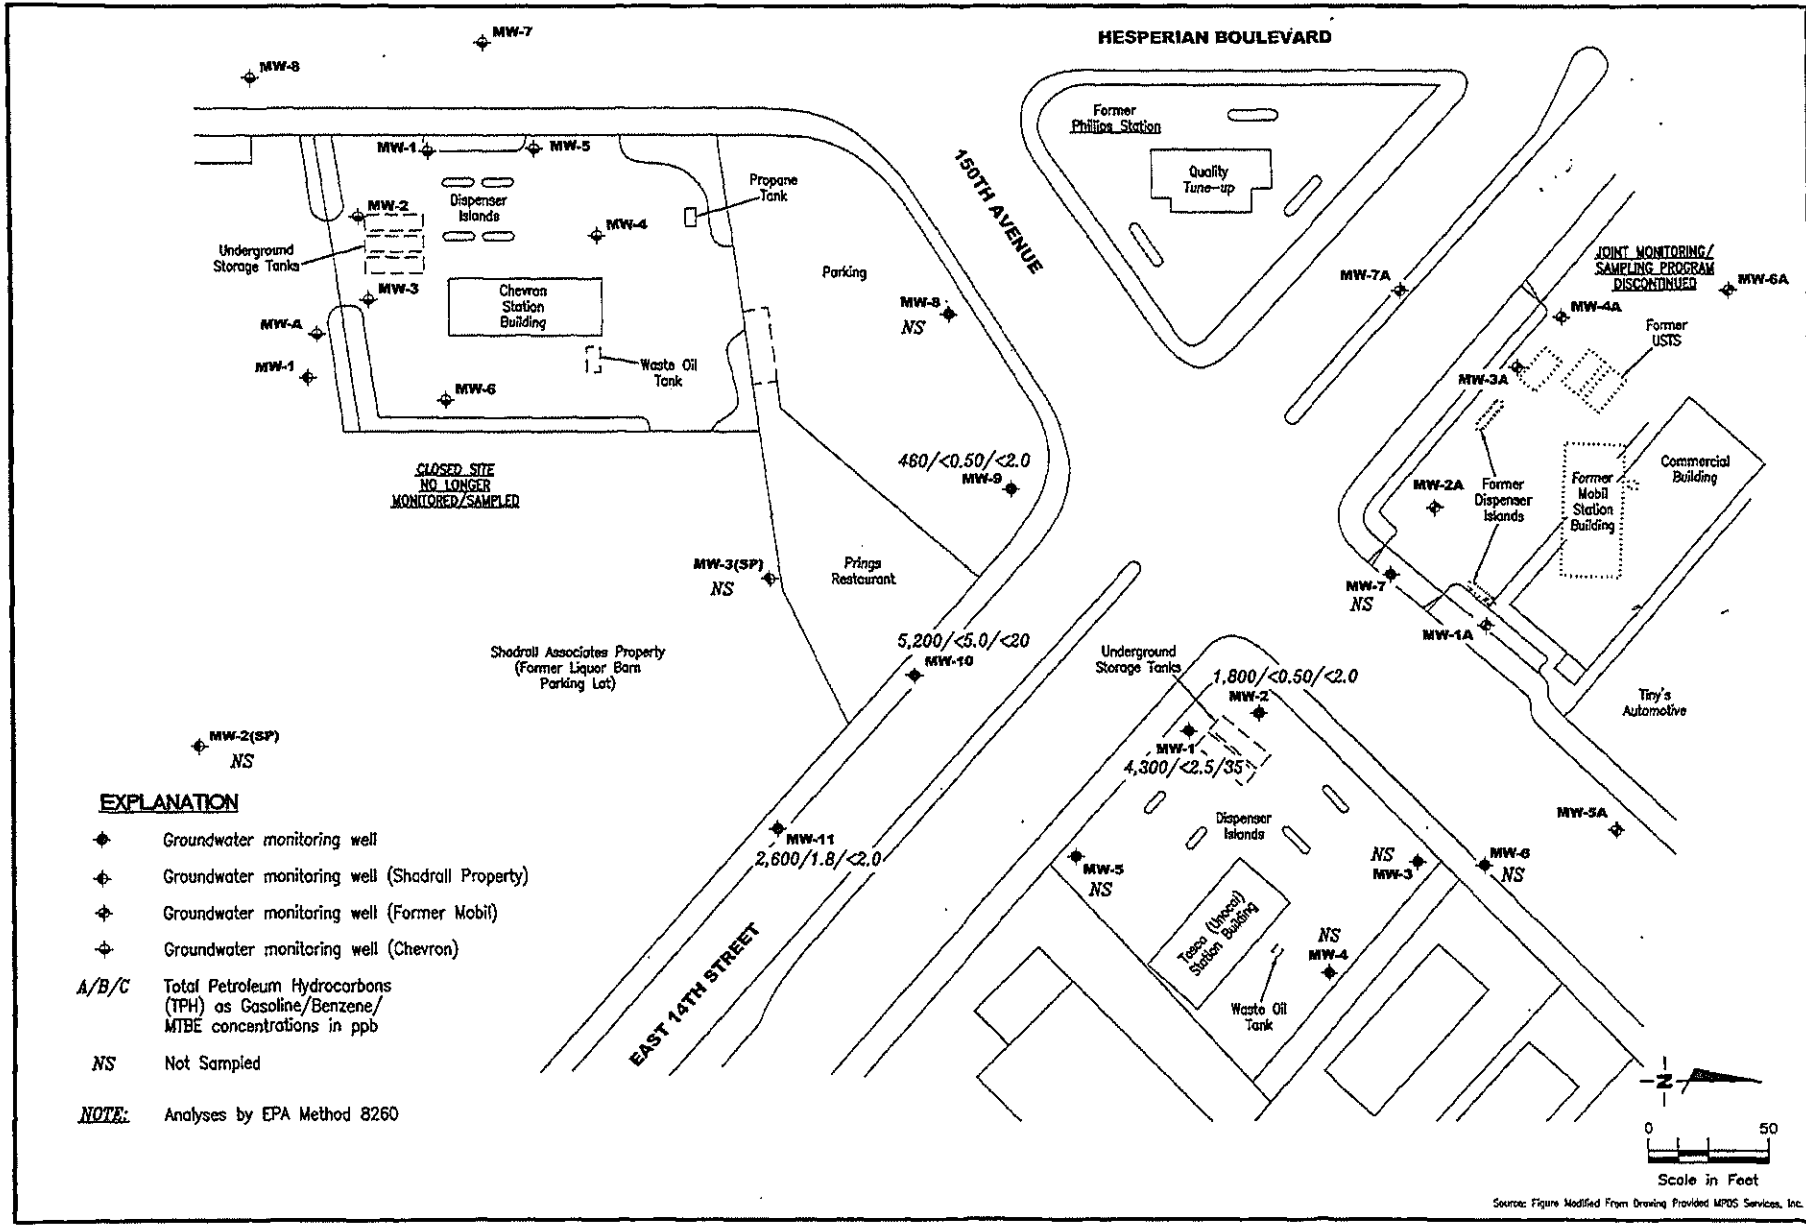 HESPERIAN BOULEVARD
MW-7
MW-8
Former
Phillips Station
Quality
Tune-up
150TH AVENUE
MW-1
MW-5
Propane
Tank
MW-2
Dispenser
Islands
MW-4
Underground
Storage Tanks
MW-3
Chevron
Station
Building
MW-A
MW-1
Waste Oil
Tank
MW-6
Parking
MW-8
NS
CLOSED SITE
NO LONGER
MONITORED/SAMPLED
460/<0.50/<2.0
MW-9
MW-3(SP)
NS
Prings
Restaurant
JOINT MONITORING/
SAMPLING PROGRAM
DISCONTINUED
MW-7A
MW-6A
MW-4A
Former
USTS
MW-3A
MW-2A
Former
Dispenser
Islands
Former
Mobil
Station
Building
Commercial
Building
MW-7
NS
MW-1A
Tiny's
Automotive
MW-5A
Shadrall Associates Property
(Former Liquor Barn
Parking Lot)
5,200/<5.0/<20
MW-10
Underground
Storage Tanks
1,800/<0.50/<2.0
MW-2
MW-1
4,300/<2.5/35
MW-2(SP)
NS
MW-11
2,600/1.8/<2.0
Dispenser
Islands
MW-5
NS
NS
MW-3
MW-6
NS
Tosco (Unocal)
Station Building
NS
MW-4
Waste Oil
Tank
EAST 14TH STREET
EXPLANATION
Groundwater monitoring well
Groundwater monitoring well (Shadrall Property)
Groundwater monitoring well (Former Mobil)
Groundwater monitoring well (Chevron)
A/B/C Total Petroleum Hydrocarbons
(TPH) as Gasoline/Benzene/
MTBE concentrations in ppb
NS Not Sampled
NOTE: Analyses by EPA Method 8260
N
0 50
Scale in Feet
Source: Figure Modified From Drawing Provided MPDS Services, Inc.